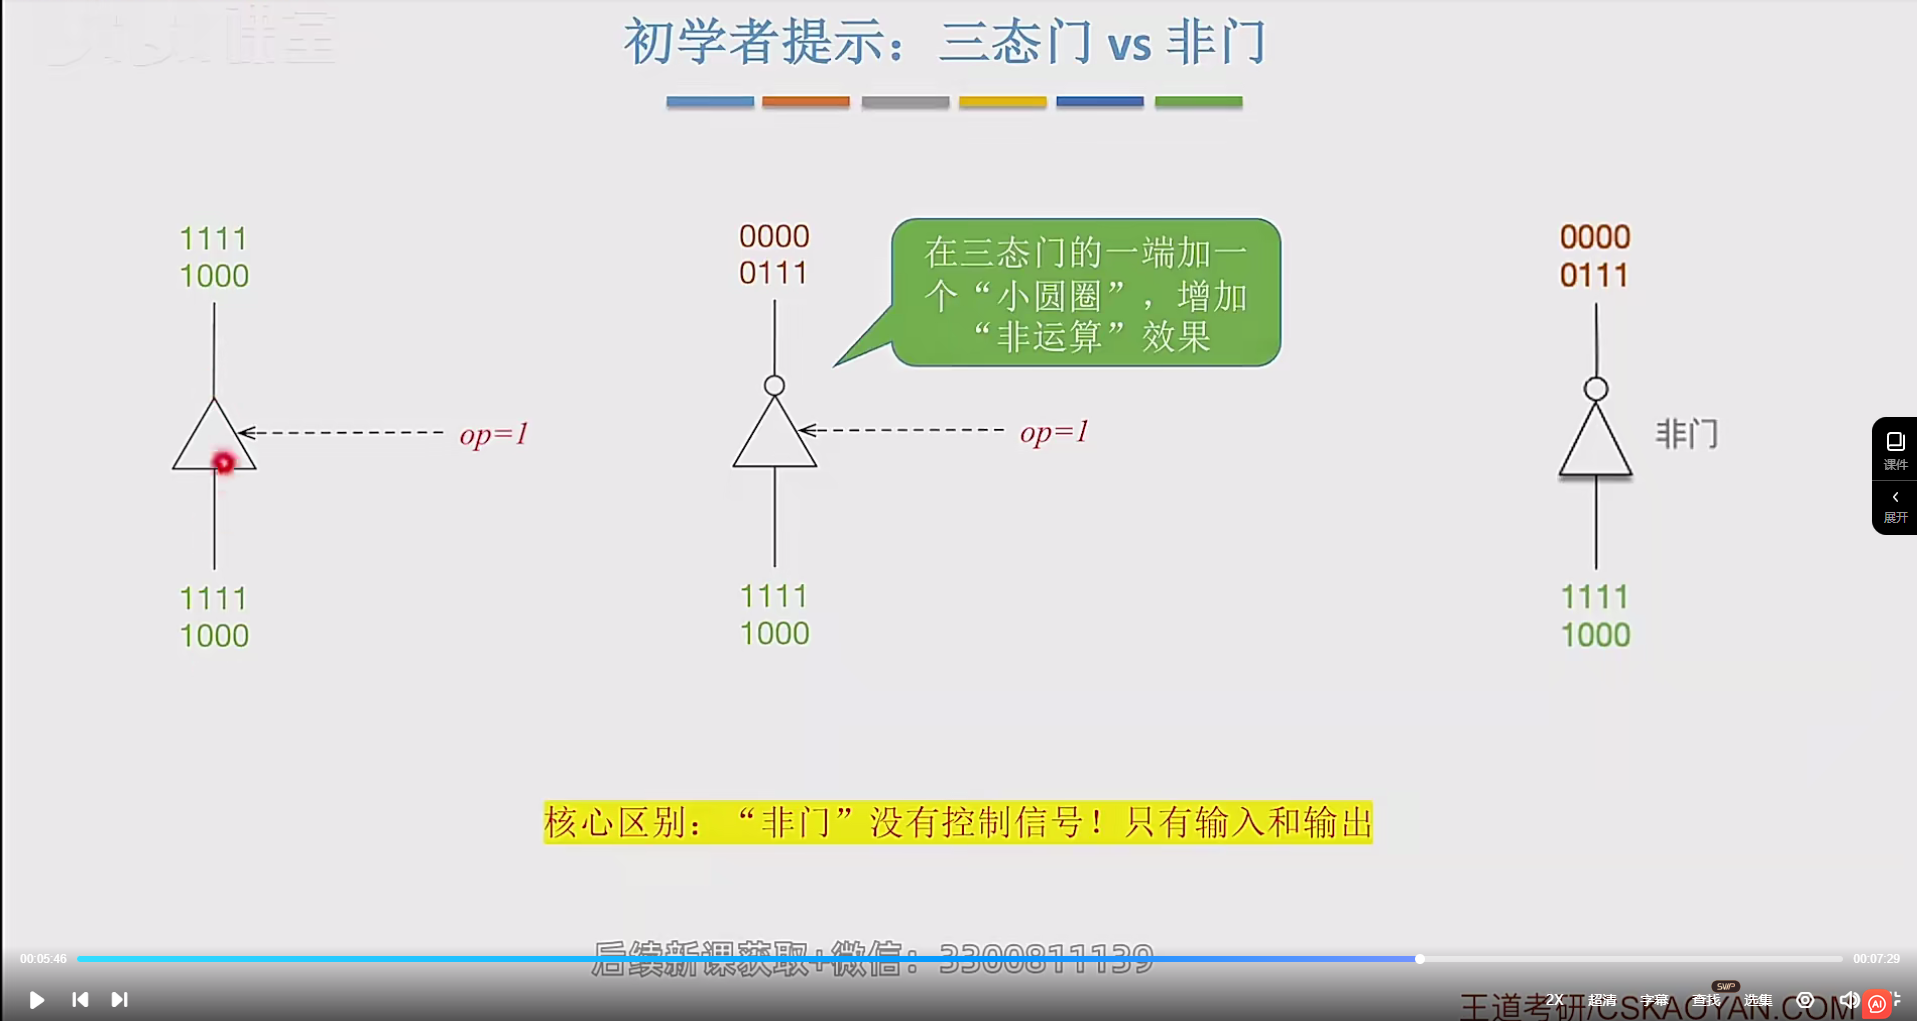 初学者提示：三态门 vs 非门
1111
1000
op=1
1111
1000
0000
0111
在三态门的一端加一
个“小圆圈”，增加
“非运算”效果
op=1
1111
1000
0000
0111
非门
1111
1000
课件
展开
核心区别：“非门”没有控制信号！只有输入和输出
后续新课获取+微信：3300811139
00:05:46
00:07:29
2X
超清
字幕
查找
SVIP
选集
王道考研/CSKAOYAN.COM